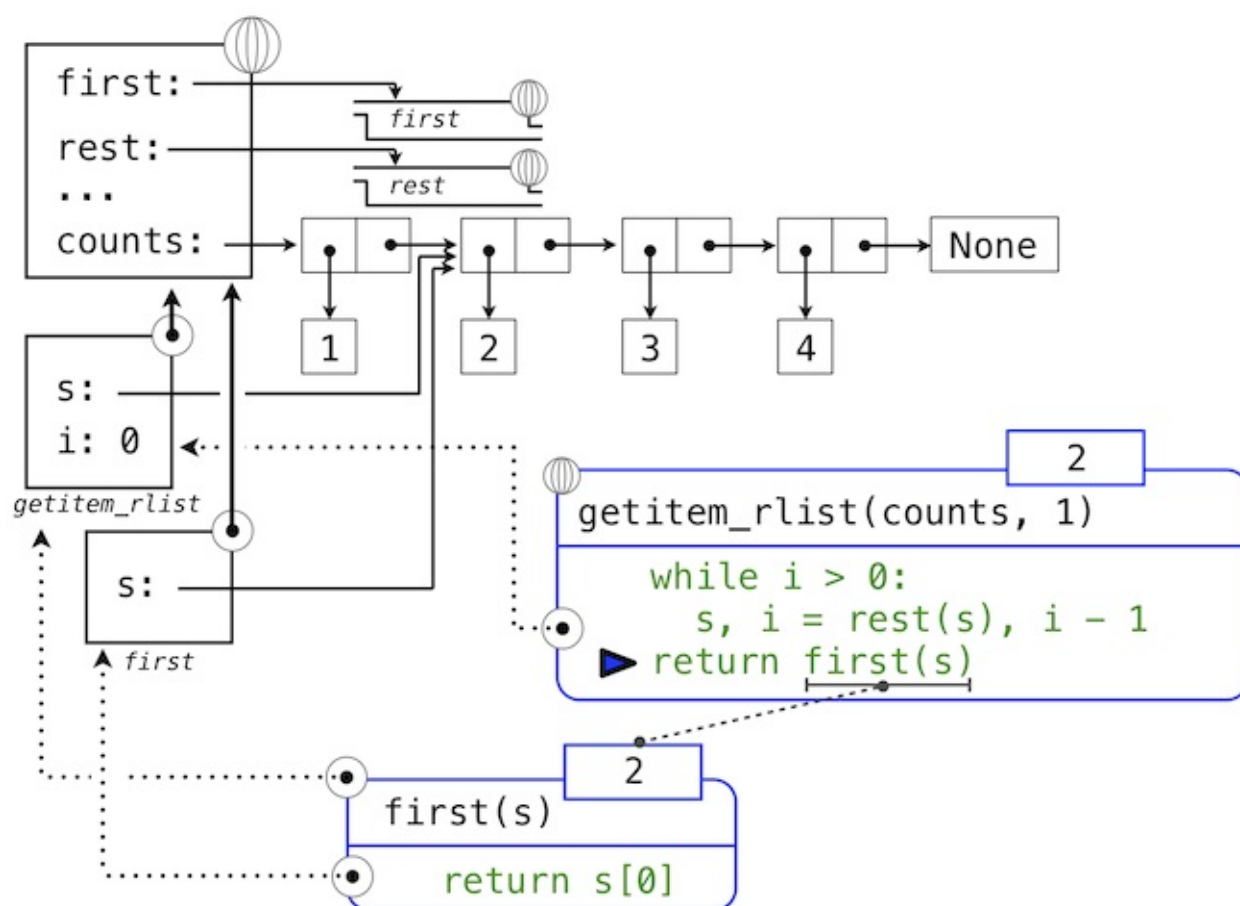 first:
first
rest:
rest
...
counts:
None
1 2 3 4
s:
i: 0
getitem_rlist
s:
first
2
getitem_rlist(counts, 1)
while i > 0:
s, i = rest(s), i - 1
return first(s)
2
first(s)
return s[0]